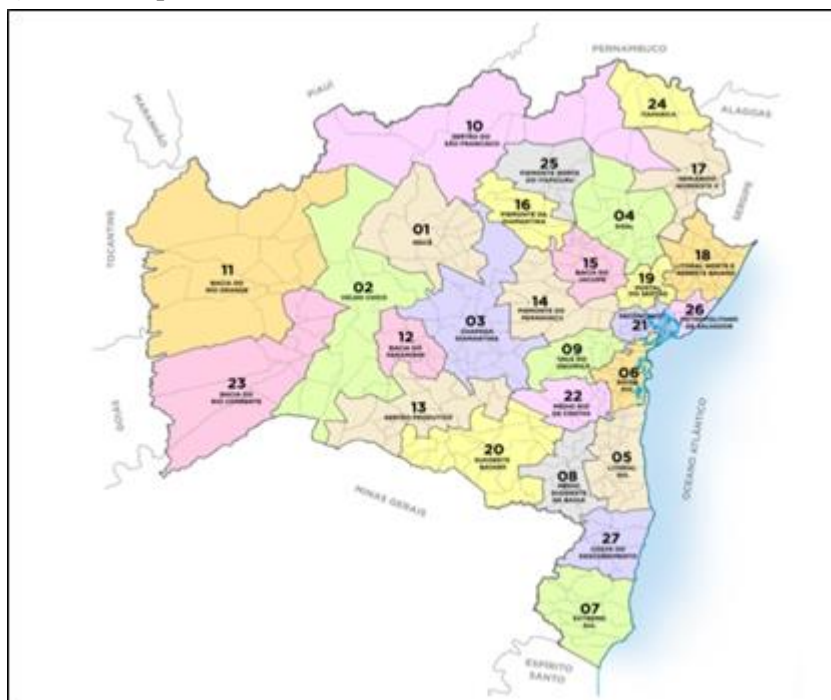 PERNAMBUCO
PIAUÍ
MARANHÃO
ALAGOAS
SERGIPE
TOCANTINS
GOIÁS
MINAS GERAIS
ESPÍRITO
SANTO
OCEANO ATLÂNTICO
24
ITAPARICA
10
SERTÃO DO
SÃO FRANCISCO
17
SEMIÁRIDO
NORDESTE II
25
PIEMONTE NORTE
DO ITAPICURU
16
PIEMONTE DA
DIAMANTINA
04
SISAL
01
IRECÊ
11
BACIA DO
RIO GRANDE
02
VELHO CHICO
15
BACIA DO
JACUÍPE
18
LITORAL NORTE E
AGRESTE BAIANO
19
PORTAL
DO SERTÃO
03
CHAPADA
DIAMANTINA
14
PIEMONTE DO
PARAGUAÇU
21
26
METROPOLITANO
DE SALVADOR
12
BACIA DO
PARAMIRIM
09
VALE DO
JIQUIRIÇÁ
06
BAIXO
SUL
23
BACIA DO
RIO CORRENTE
22
MÉDIO RIO
DE CONTAS
13
SERTÃO PRODUTIVO
20
SUDOESTE
BAIANO
08
MÉDIO
SUDOESTE
DA BAHIA
05
LITORAL
SUL
27
COSTA DO
DESCOBRIMENTO
07
EXTREMO
SUL